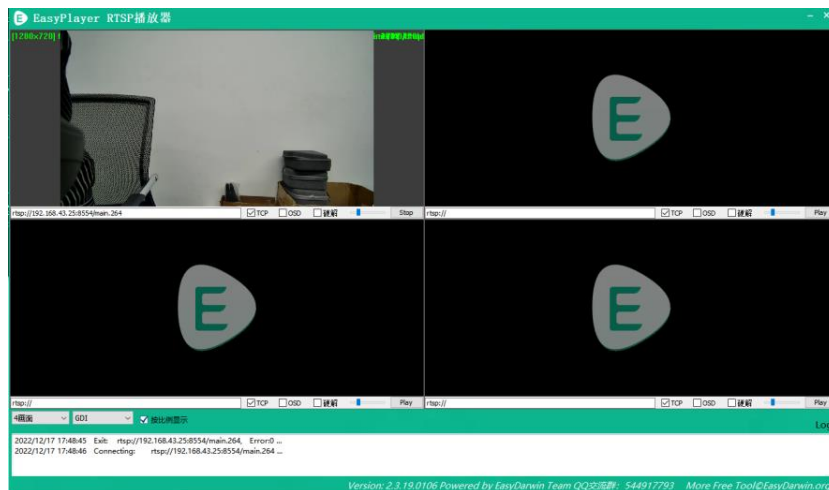 EasyPlayer RTSP播放器
[1280x720]
rtsp://192.168.43.25:8554/main.264 TCP OSD 硬解 Stop
rtsp:// TCP OSD 硬解 Play
E
E
rtsp:// TCP OSD 硬解 Play
rtsp:// TCP OSD 硬解 Play
E
4画面 GDI 按比例显示
Log
2022/12/17 17:48:45 Exit: rtsp://192.168.43.25:8554/main.264, Error:0 ...
2022/12/17 17:48:46 Connecting: rtsp://192.168.43.25:8554/main.264 ...
Version: 2.3.19.0106 Powered by EasyDarwin Team QQ交流群: 544917793 More Free Tool©EasyDarwin.org